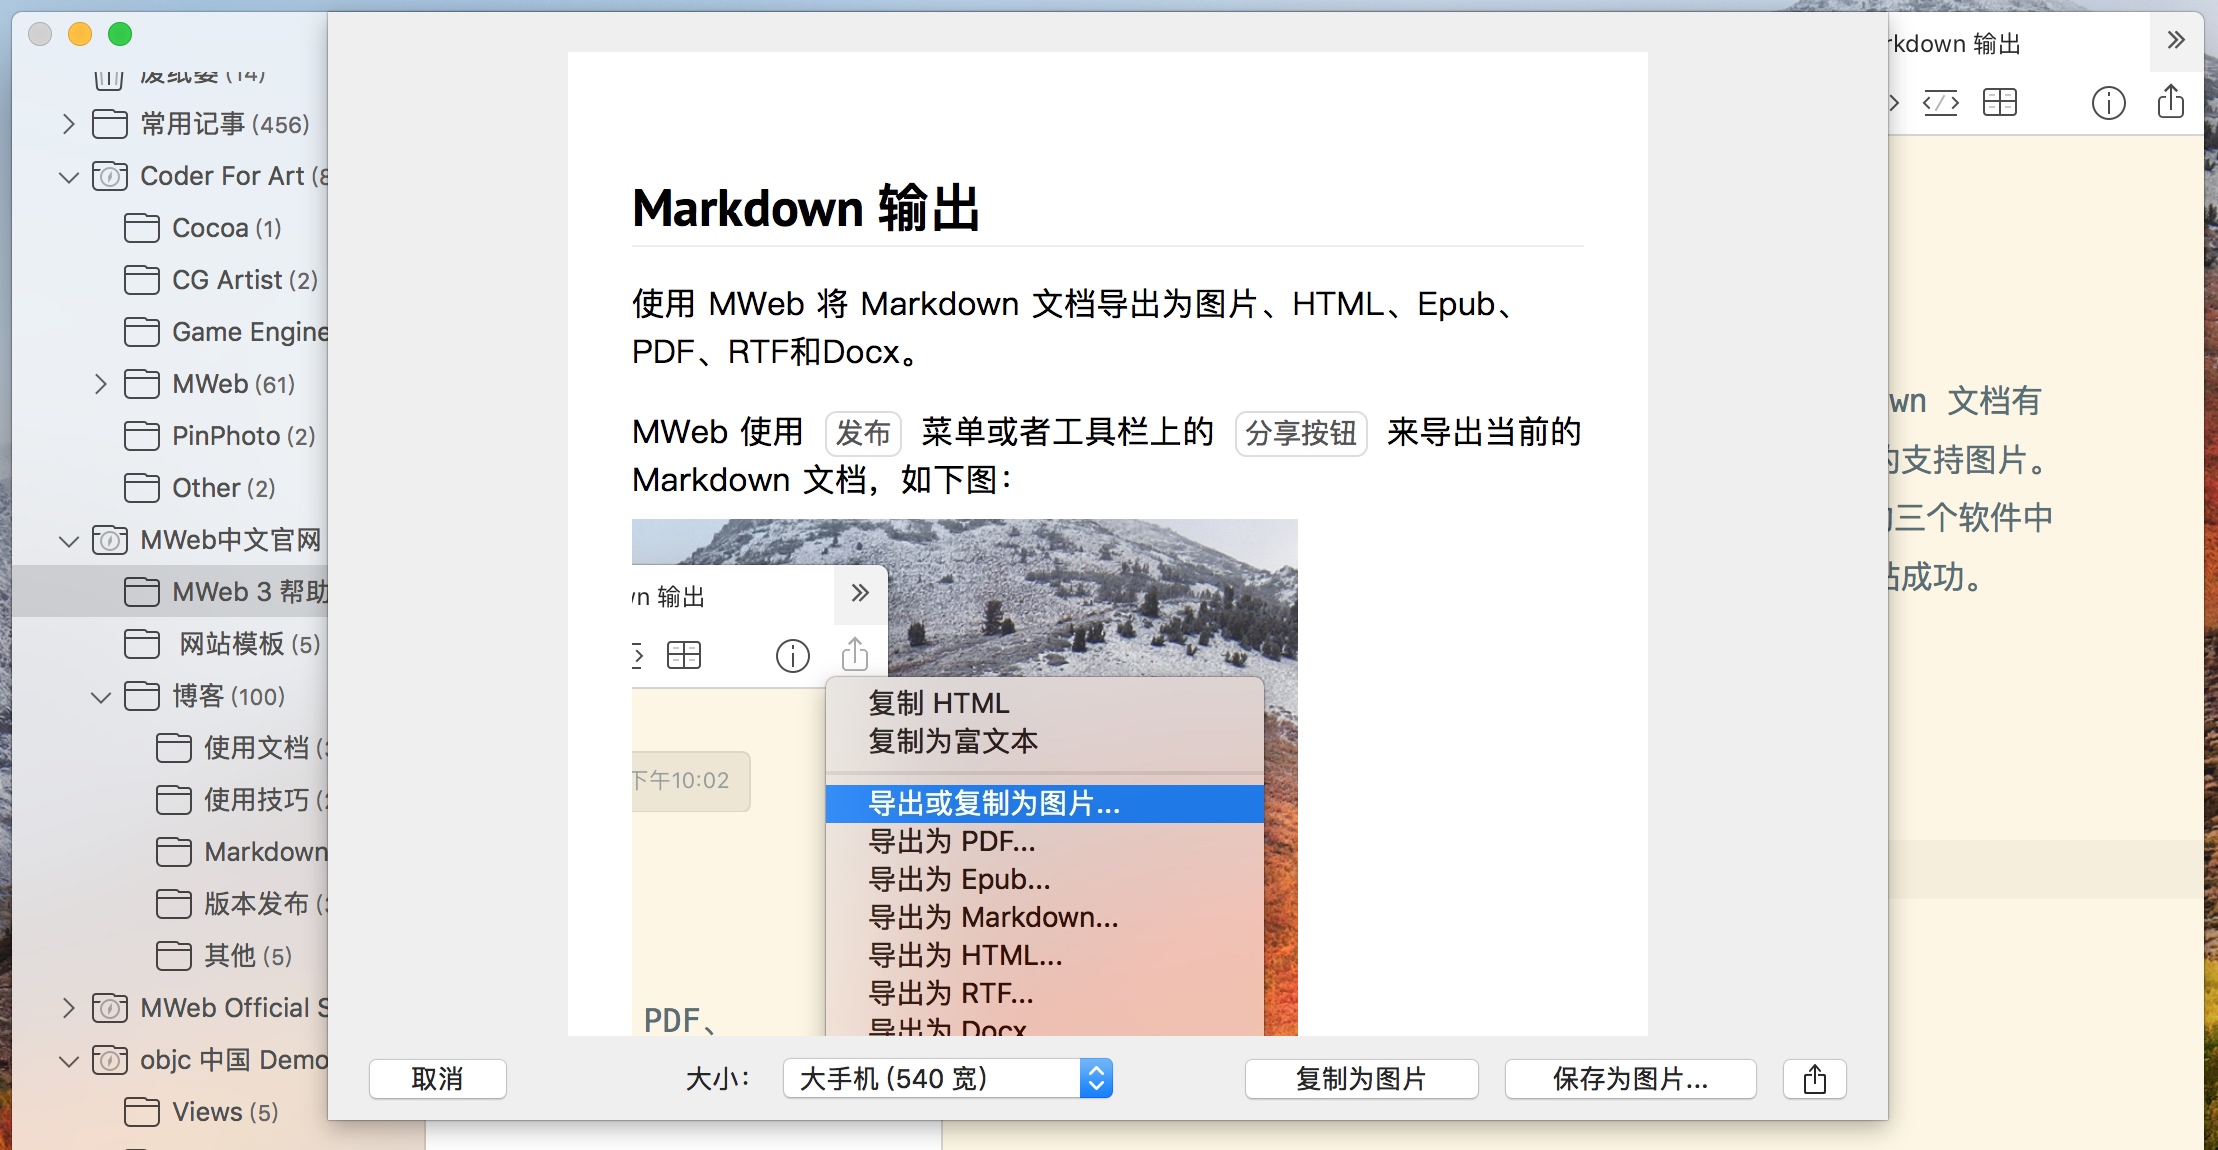 废纸篓 (14)
常用记事 (456)
Coder For Art (8
Cocoa (1)
CG Artist (2)
Game Engine
MWeb (61)
PinPhoto (2)
Other (2)
MWeb中文官网
MWeb 3 帮助
网站模板 (5)
博客 (100)
使用文档
使用技巧
Markdown
版本发布
其他 (5)
MWeb Official S
objc 中国 Demo
Views (5)
Markdown 输出
使用 MWeb 将 Markdown 文档导出为图片、HTML、Epub、
PDF、RTF和Docx。
MWeb 使用 发布 菜单或者工具栏上的 分享按钮 来导出当前的
Markdown 文档，如下图：
n 输出
下午10:02
PDF、
复制 HTML
复制为富文本
导出或复制为图片...
导出为 PDF...
导出为 Epub...
导出为 Markdown...
导出为 HTML...
导出为 RTF...
导出为 Docx
取消
大小：
大手机 (540 宽)
复制为图片
保存为图片...
rkdown 输出
wn 文档有
的支持图片。
三个软件中
站成功。